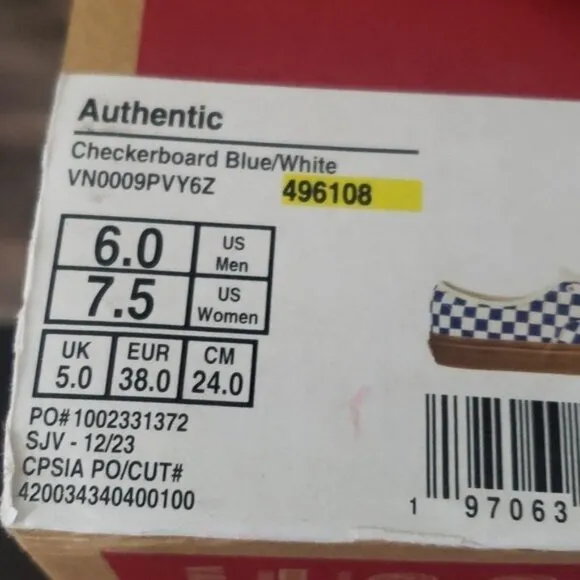 Authentic
Checkerboard Blue/White
VN0009PVY6Z 496108
6.0 US Men
7.5 US Women
UK EUR CM
5.0 38.0 24.0
PO# 1002331372
SJV - 12/23
CPSIA PO/CUT#
420034340400100
1 97063